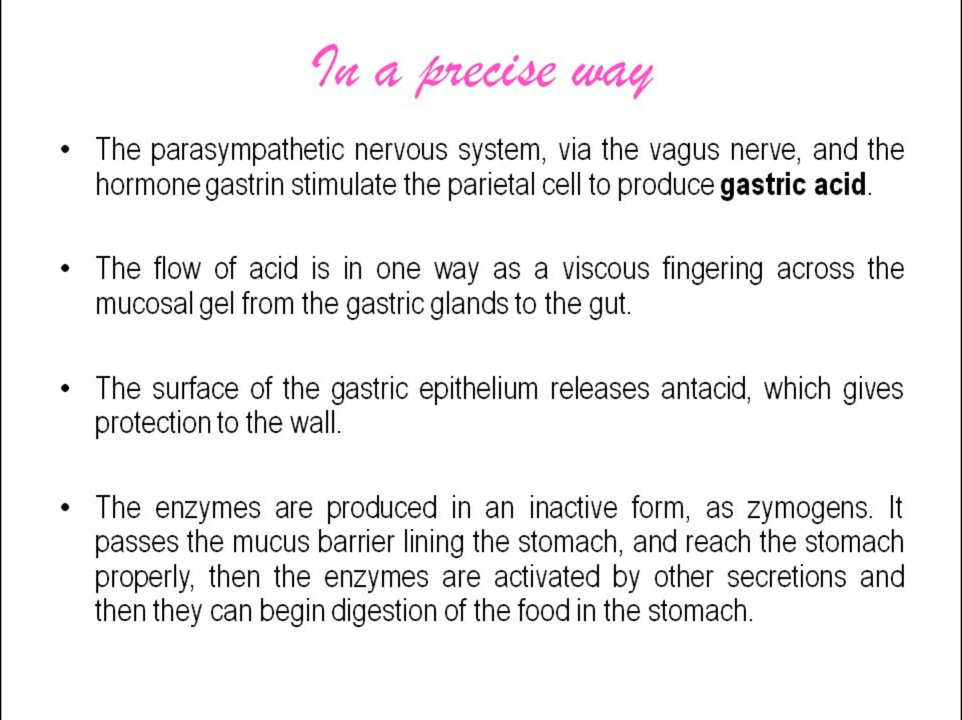 In a precise way
• The parasympathetic nervous system, via the vagus nerve, and the
hormone gastrin stimulate the parietal cell to produce gastric acid.
• The flow of acid is in one way as a viscous fingering across the
mucosal gel from the gastric glands to the gut.
• The surface of the gastric epithelium releases antacid, which gives
protection to the wall.
• The enzymes are produced in an inactive form, as zymogens. It
passes the mucus barrier lining the stomach, and reach the stomach
properly, then the enzymes are activated by other secretions and
then they can begin digestion of the food in the stomach.